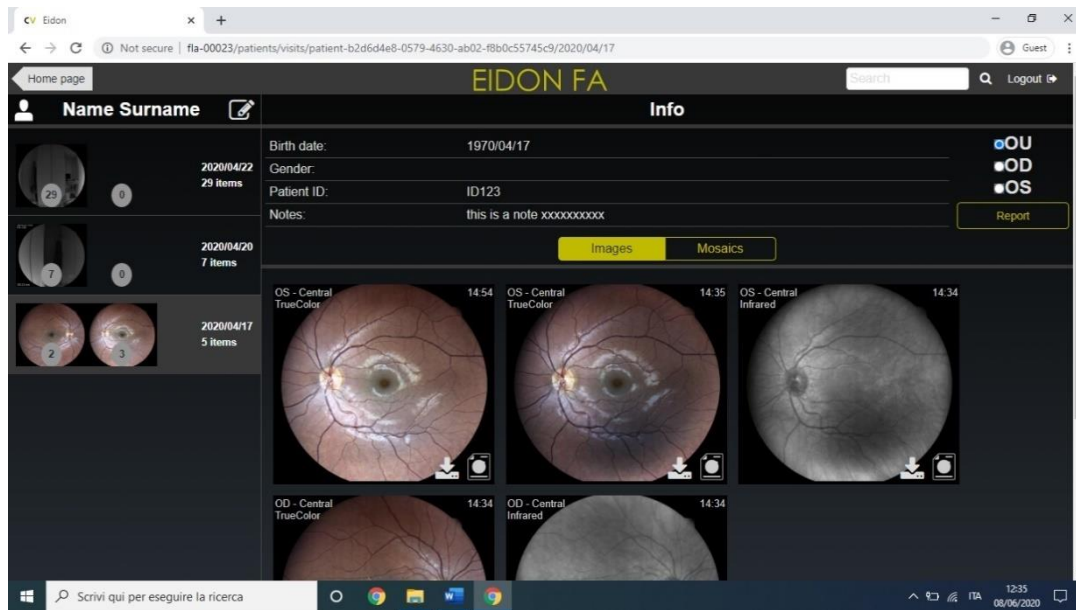 CV Eidon
Not secure | fla-00023/patients/visits/patient-b2d6d4e8-0579-4630-ab02-f8b0c55745c9/2020/04/17
Guest
Home page
EIDON FA
Search
Logout
Name Surname
Info
2020/04/22
29 items
29
0
2020/04/20
7 items
7
0
2020/04/17
5 items
2
3
Birth date: 1970/04/17
Gender:
Patient ID: ID123
Notes: this is a note xxxxxxxxxx
OU
OD
OS
Report
Images
Mosaics
OS - Central 14:54
TrueColor
OS - Central 14:35
TrueColor
OS - Central 14:34
Infrared
OD - Central 14:34
TrueColor
OD - Central 14:34
Infrared
Scrivi qui per eseguire la ricerca
ITA
12:35
08/06/2020